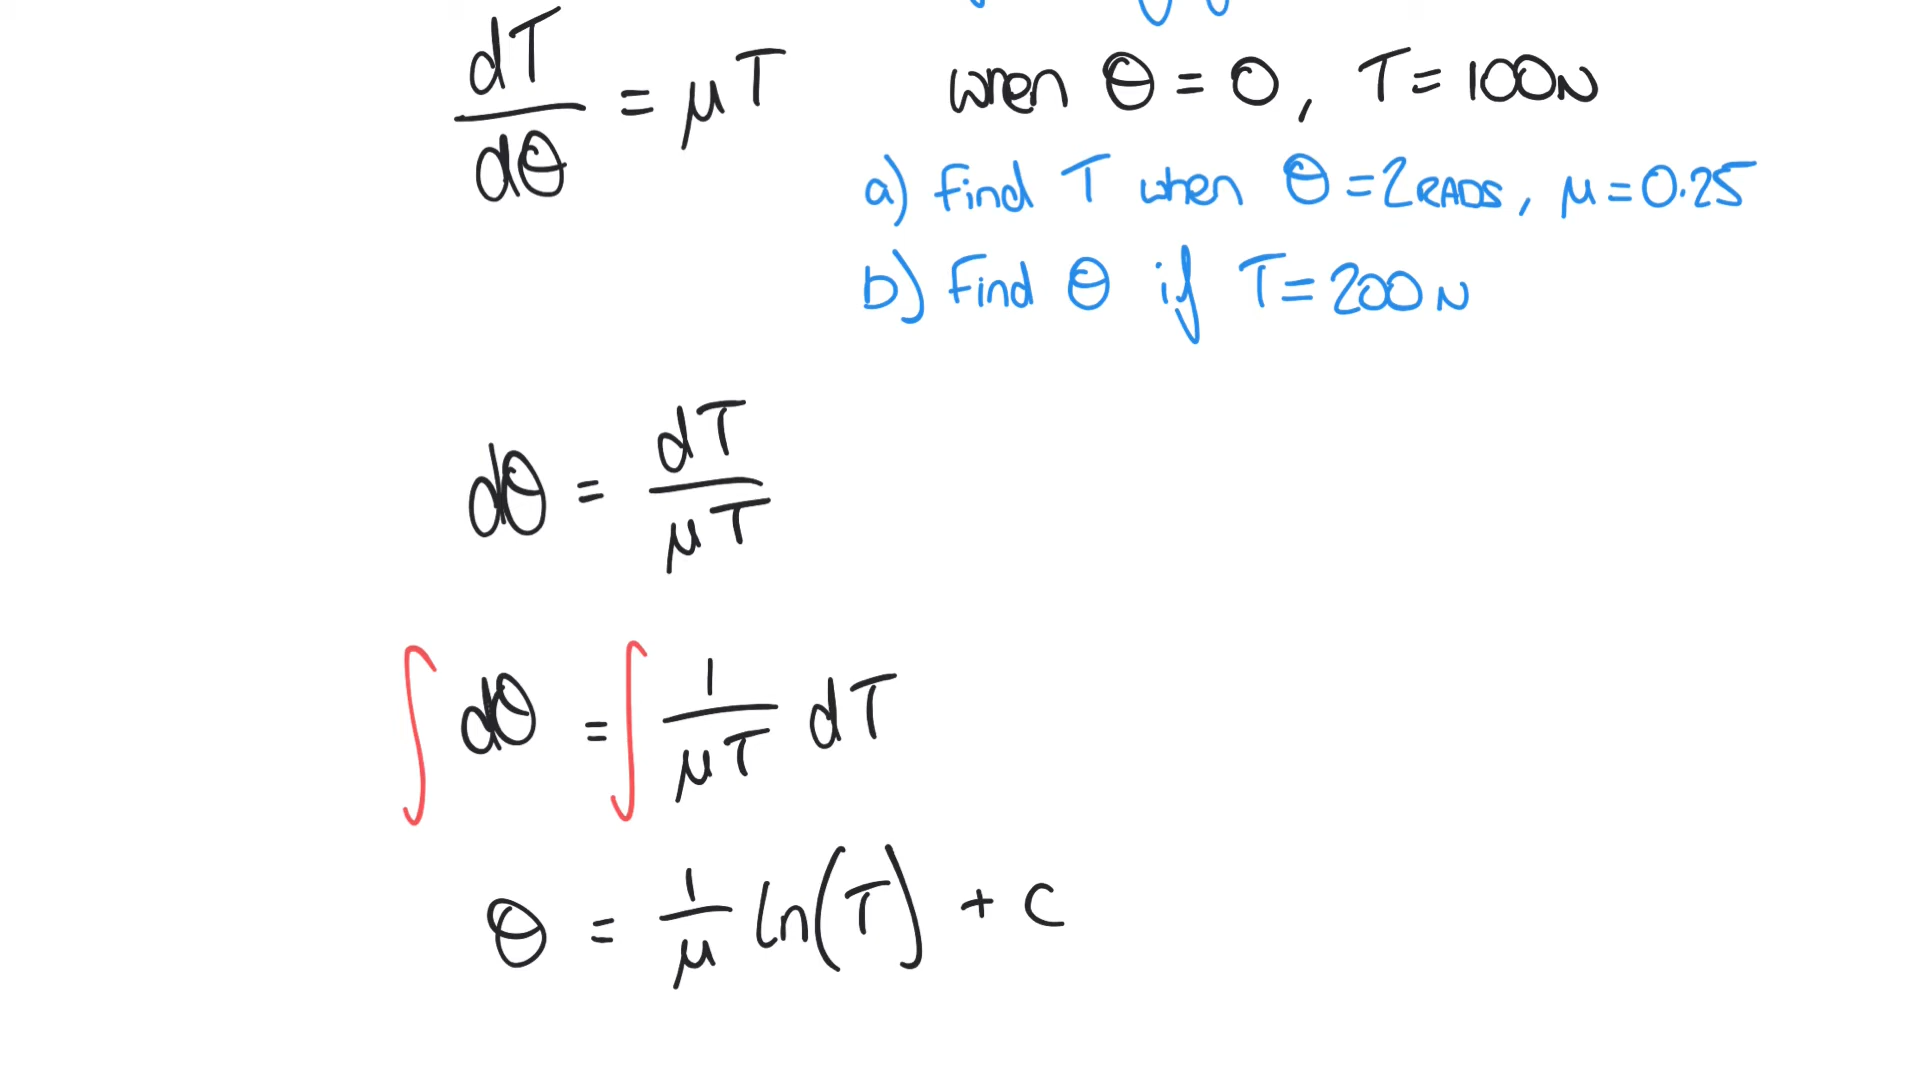 dT/dθ = μT
when θ = 0, T = 100N
a) Find T when θ = 2RADS, μ = 0.25
b) Find θ if T = 200N
dθ = dT/μT
∫ dθ = ∫ 1/μT dT
θ = 1/μ ln(T) + C